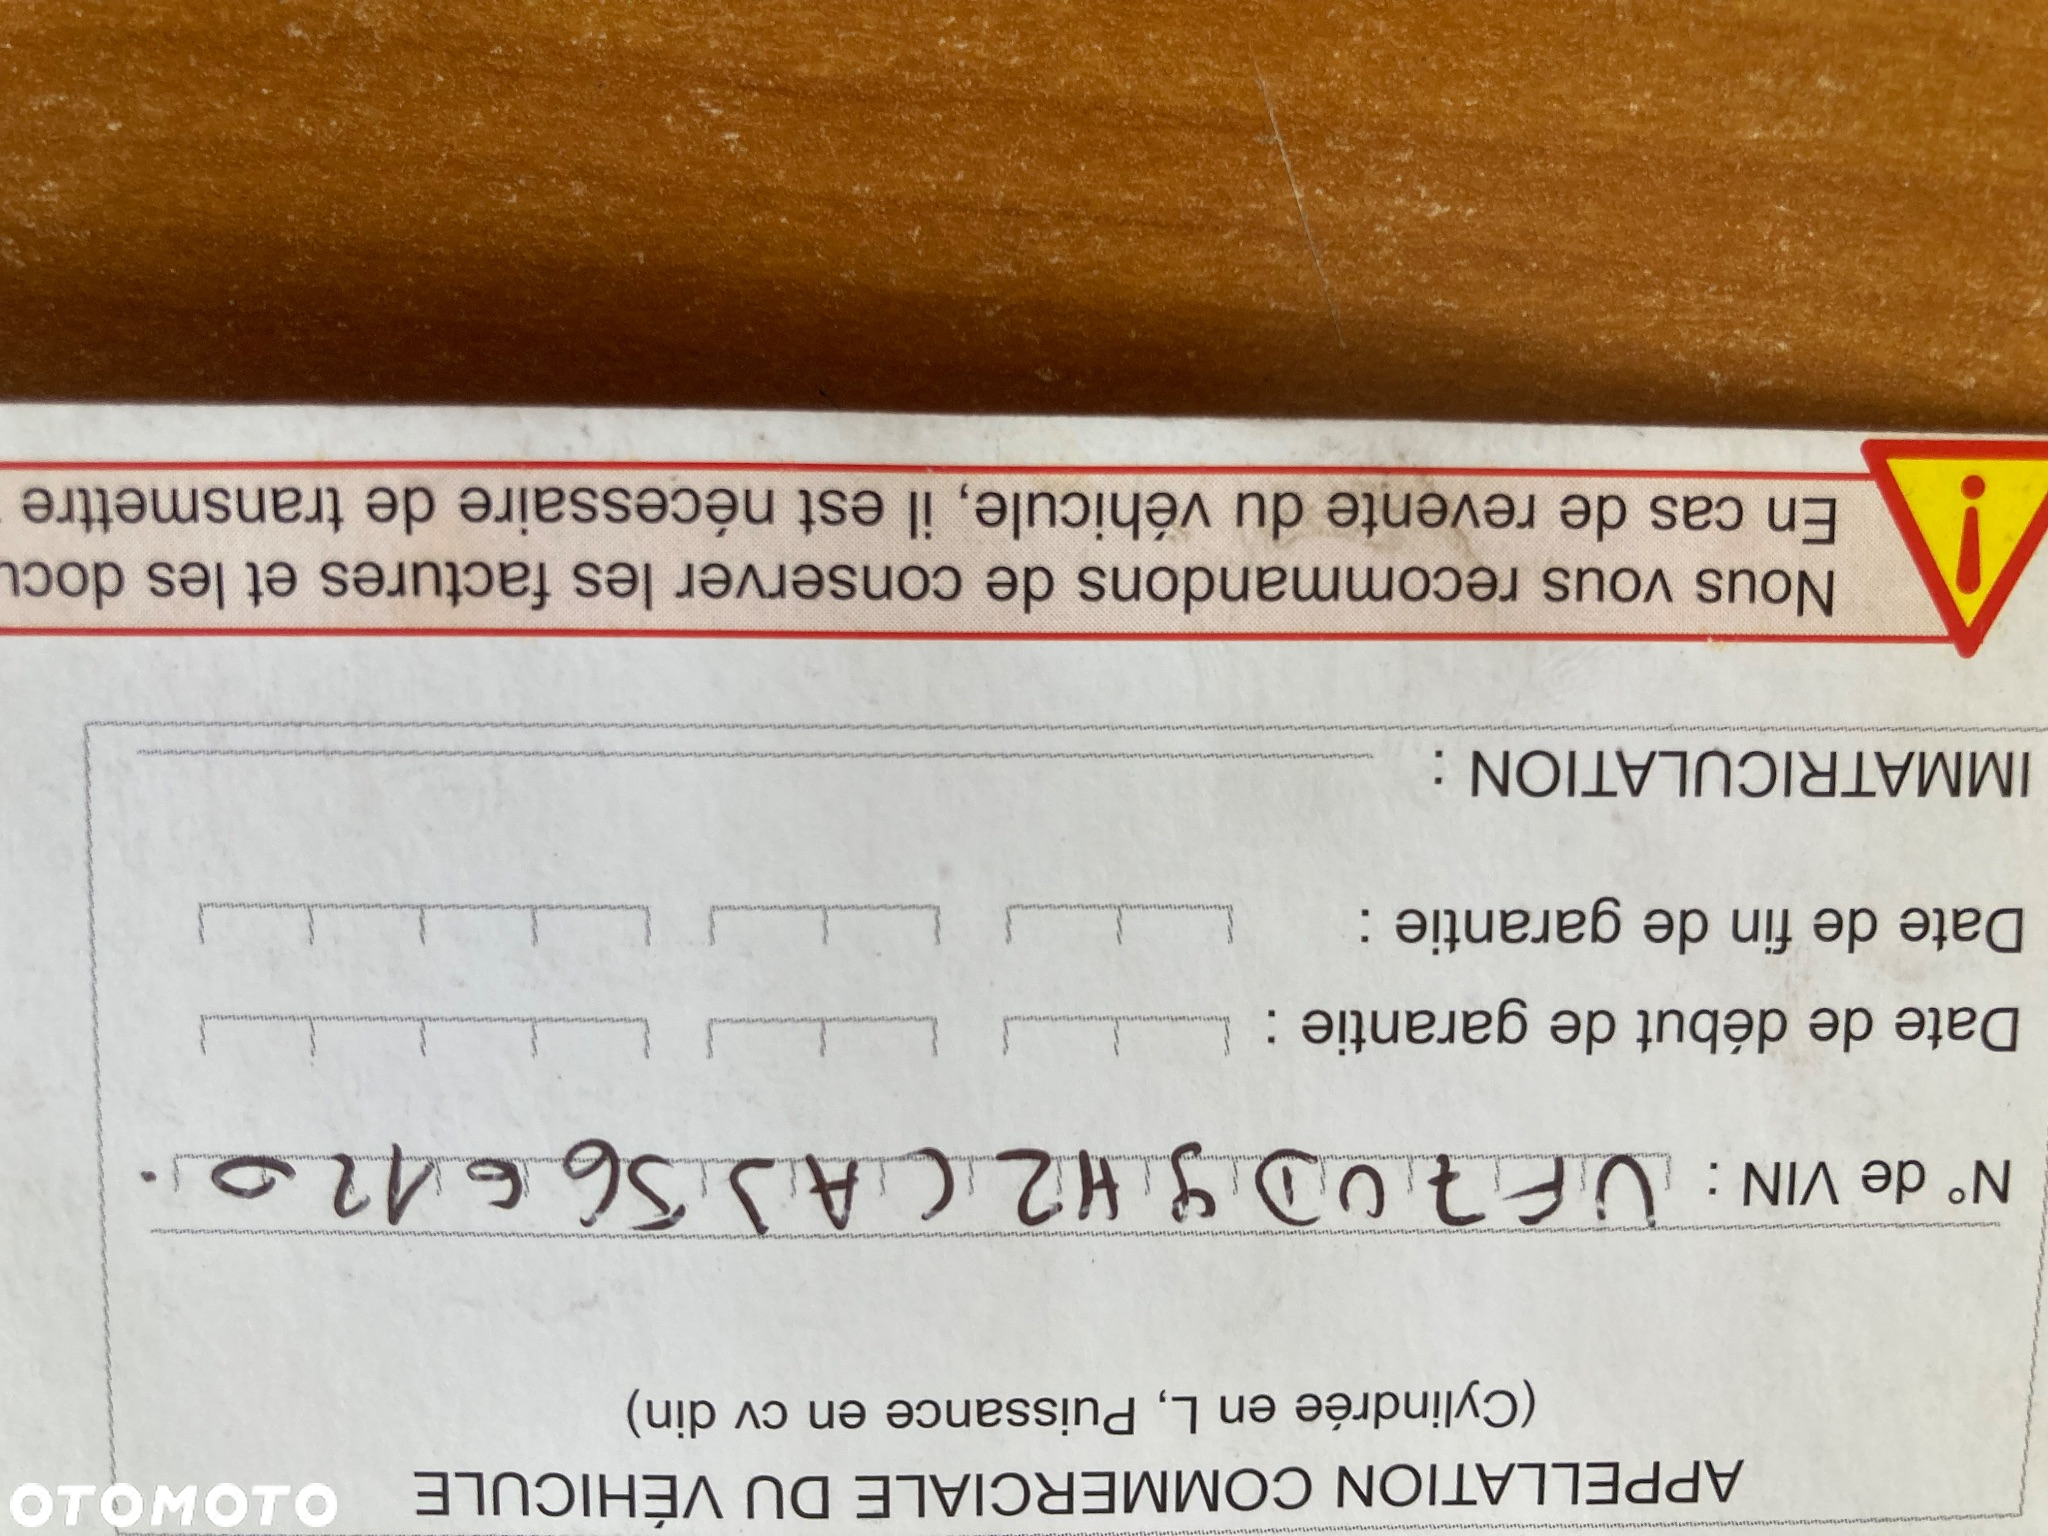 APPELLATION COMMERCIALE DU VÉHICULE
(Cylindrée en L, Puissance en cv din)
N° de VIN : VF7UD9HZCAJ566120
Date de début de garantie :
Date de fin de garantie :
IMMATRICULATION :
Nous vous recommandons de conserver les factures et les docu
En cas de revente du véhicule, il est nécessaire de transmettre
OTOMOTO